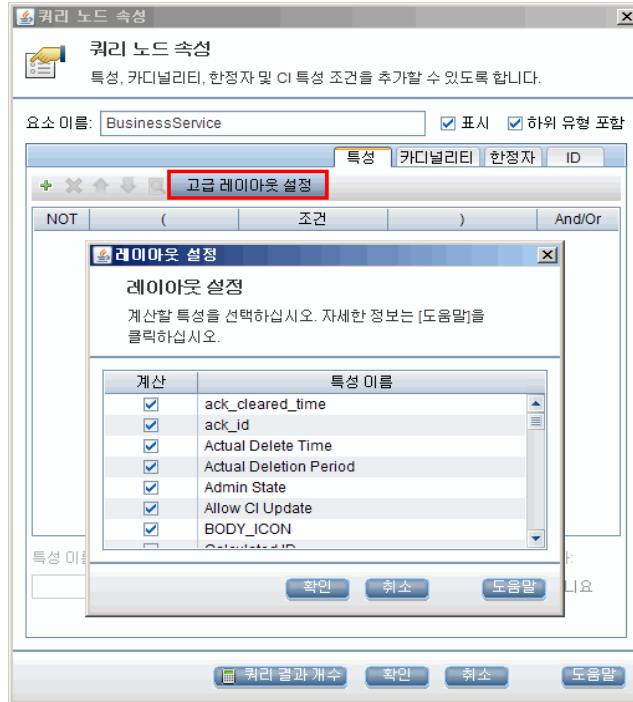 쿼리 노드 속성
쿼리 노드 속성
특성, 카디널리티, 한정자 및 CI 특성 조건을 추가할 수 있도록 합니다.
요소 이름: BusinessService 표시 하위 유형 포함
특성 카디널리티 한정자 ID
고급 레이아웃 설정
NOT ( 조건 ) And/Or
레이아웃 설정
레이아웃 설정
계산할 특성을 선택하십시오. 자세한 정보는 [도움말]을
클릭하십시오.
계산 특성 이름
ack_cleared_time
ack_id
Actual Delete Time
Actual Deletion Period
Admin State
Allow CI Update
BODY_ICON
특성 이름
확인 취소 도움말
쿼리 결과 개수 확인 취소 도움말